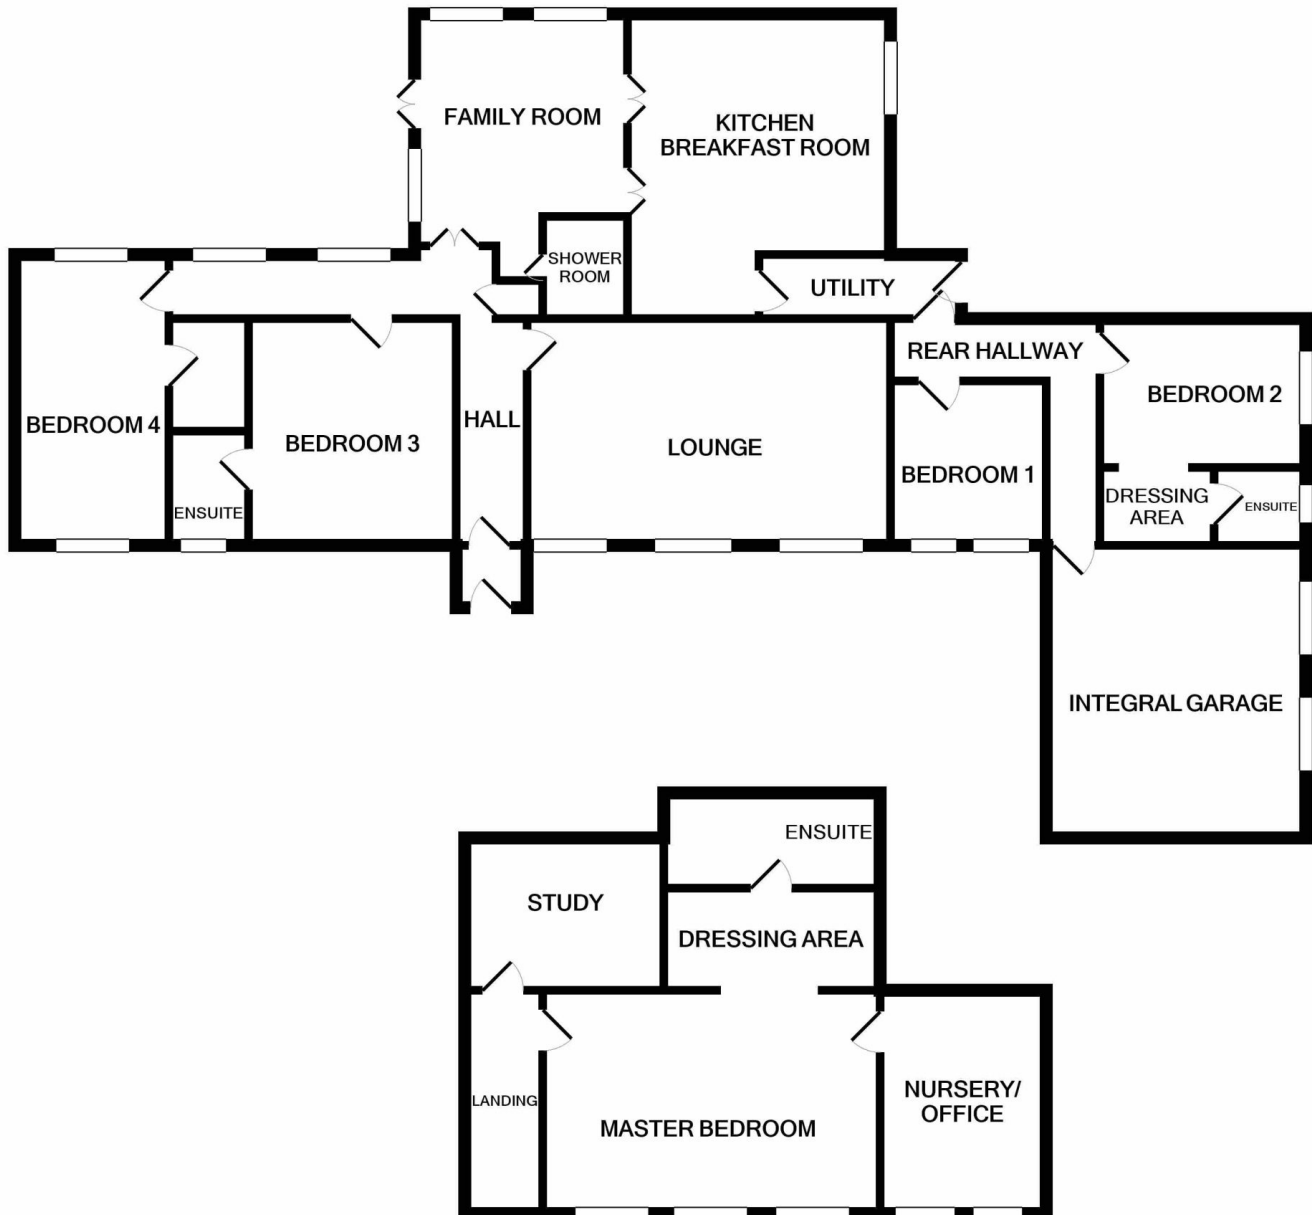 FAMILY ROOM
KITCHEN
BREAKFAST ROOM
SHOWER
ROOM
UTILITY
REAR HALLWAY
BEDROOM 2
BEDROOM 4
BEDROOM 3
HALL
LOUNGE
BEDROOM 1
ENSUITE
DRESSING
AREA
ENSUITE
INTEGRAL GARAGE
ENSUITE
STUDY
DRESSING AREA
LANDING
MASTER BEDROOM
NURSERY/
OFFICE